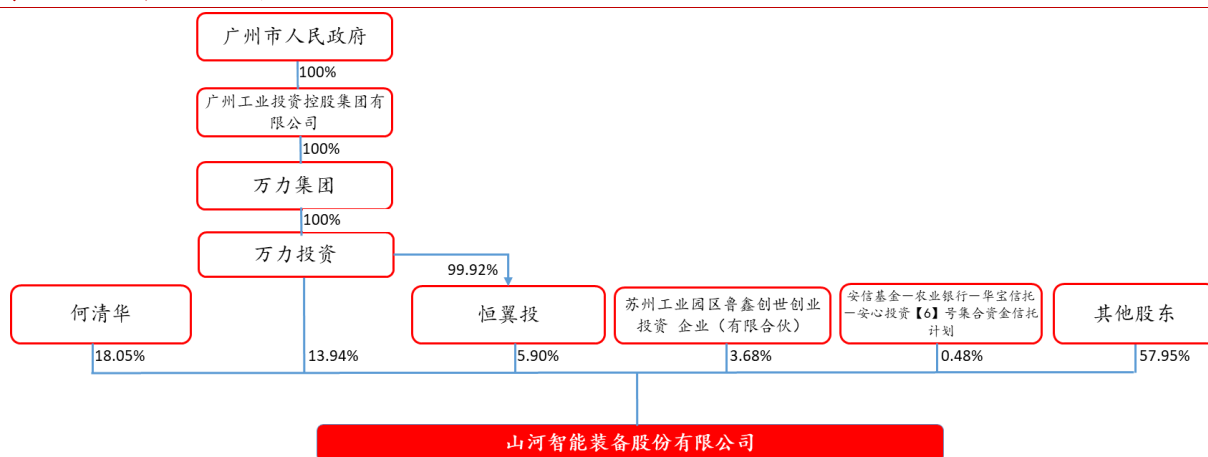 广州市人民政府
100%
广州工业投资控股集团有
限公司
100%
万力集团
100%
万力投资
99.92%
何清华
恒翼投
苏州工业园区鲁鑫创世创业
投资 企业（有限合伙）
安信基金－农业银行－华宝信托
－安心投资【6】号集合资金信托
计划
其他股东
18.05%
13.94%
5.90%
3.68%
0.48%
57.95%
山河智能装备股份有限公司